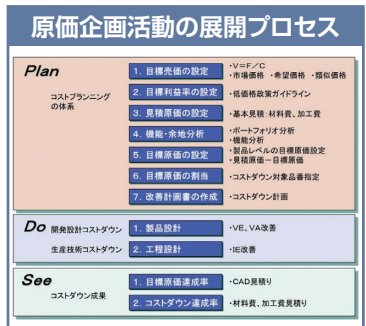 原価企画活動の展開プロセス
Plan
コストプランニング
の体系
1. 目標売価の設定
・V=F/C
・市場価格 ・希望価格 ・類似価格
2. 目標利益率の設定
・低価格政策ガイドライン
3. 見積原価の設定
・基本見積:材料費、加工費
4. 機能・余地分析
・ポートフォリオ分析
・機能分析
5. 目標原価の設定
・製品レベルの目標原価設定
・見積原価－目標原価
6. 目標原価の割当
・コストダウン対象品番指定
7. 改善計画書の作成
・コストダウン計画
Do 開発設計コストダウン
1. 製品設計
・VE、VA改善
生産技術コストダウン
2. 工程設計
・IE改善
See
コストダウン成果
1. 目標原価達成率
・CAD見積り
2. コストダウン達成率
・材料費、加工費見積り